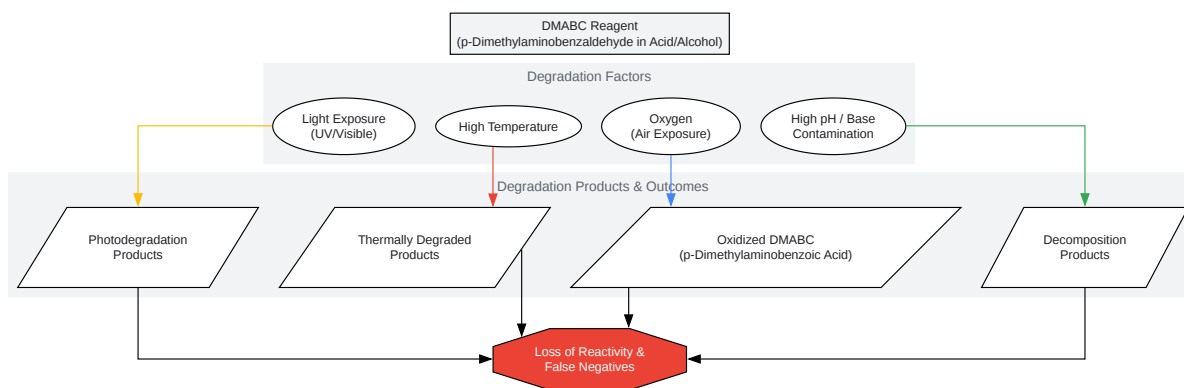 DMABC Reagent
(p-Dimethylaminobenzaldehyde in Acid/Alcohol)
Degradation Factors
Light Exposure
(UV/Visible)
High Temperature
Oxygen
(Air Exposure)
High pH / Base
Contamination
Degradation Products & Outcomes
Photodegradation
Products
Thermally Degraded
Products
Oxidized DMABC
(p-Dimethylaminobenzoic Acid)
Decomposition
Products
Loss of Reactivity &
False Negatives